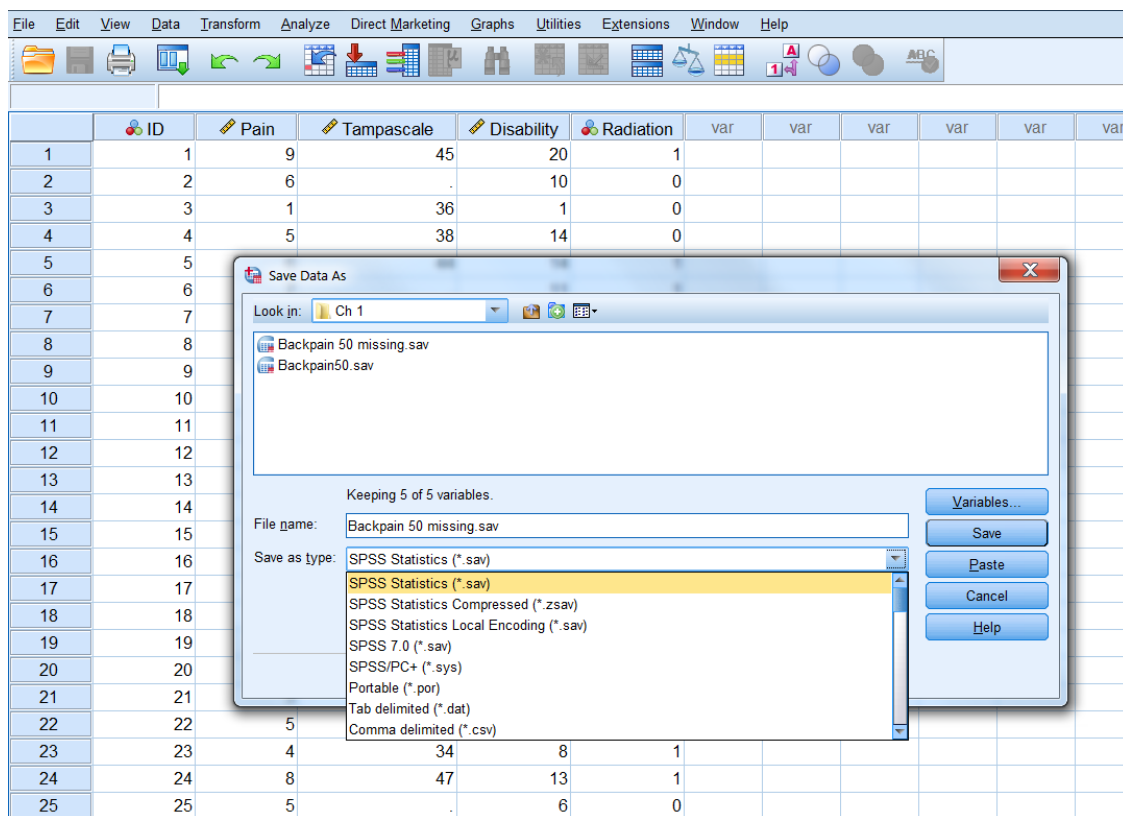 File Edit View Data Transform Analyze Direct Marketing Graphs Utilities Extensions Window Help
A
1
ABC
ID Pain Tampascale Disability Radiation var var var var var var
1 1 9 45 20 1
2 2 6 . 10 0
3 3 1 36 1 0
4 4 5 38 14 0
5 5
6 6
7 7
8 8
9 9
10 10
11 11
12 12
13 13
14 14
15 15
16 16
17 17
18 18
19 19
20 20
21 21
22 22 5
23 23 4 34 8 1
24 24 8 47 13 1
25 25 5 . 6 0
Save Data As
Look in: Ch 1
Backpain 50 missing.sav
Backpain50.sav
Keeping 5 of 5 variables.
Variables...
File name: Backpain 50 missing.sav
Save
Save as type: SPSS Statistics (*.sav)
Paste
Cancel
Help
SPSS Statistics (*.sav)
SPSS Statistics Compressed (*.zsav)
SPSS Statistics Local Encoding (*.sav)
SPSS 7.0 (*.sav)
SPSS/PC+ (*.sys)
Portable (*.por)
Tab delimited (*.dat)
Comma delimited (*.csv)